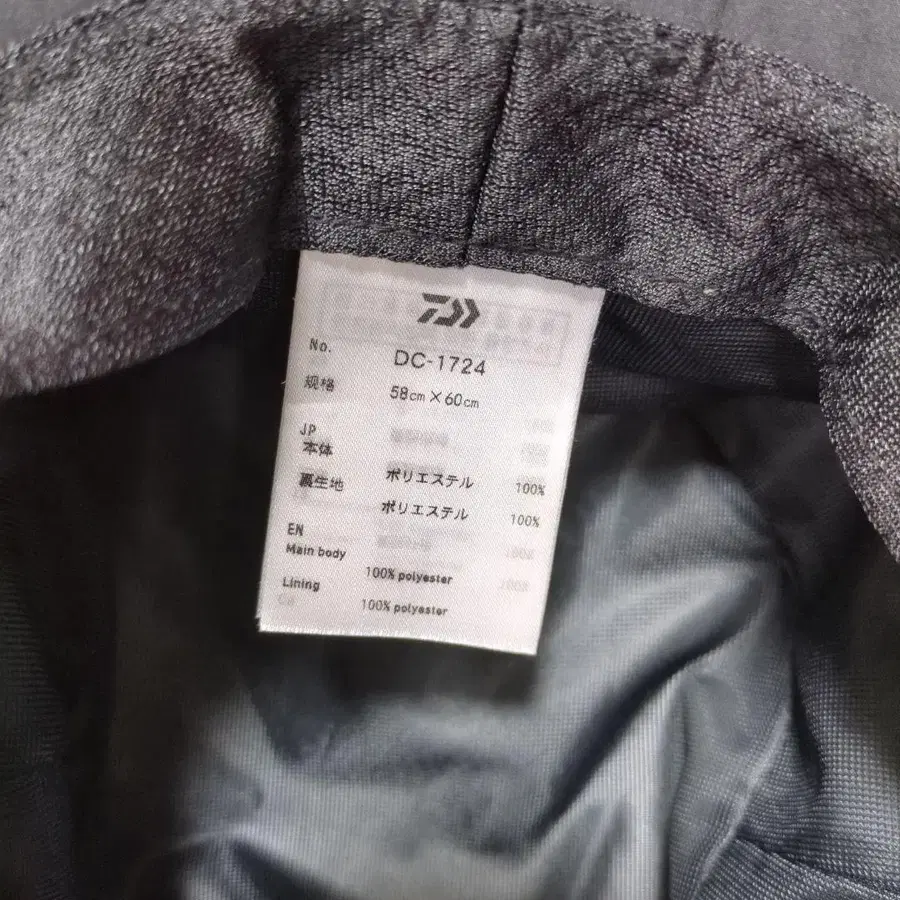 No. DC-1724
规格 58cm×60cm
JP
本体 ポリエステル 100%
裏生地 ポリエステル 100%
EN
Main body 100% polyester
Lining 100% polyester